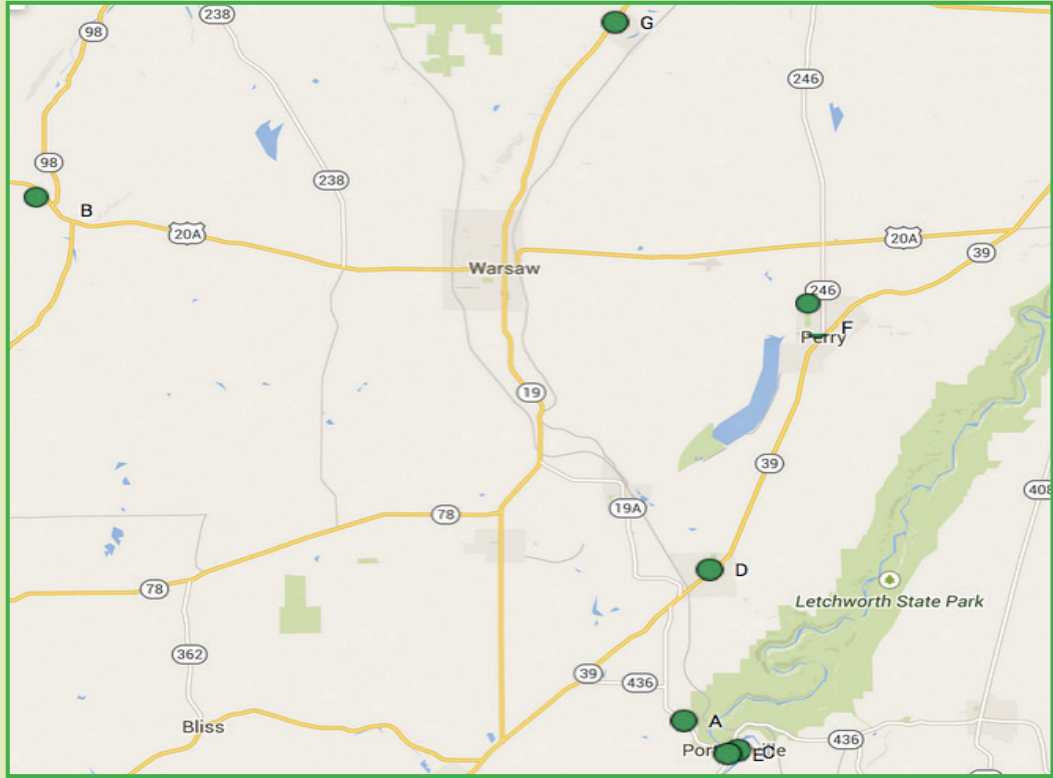 238
G
98
246
98
238
B
20A
20A
39
Warsaw
246
F
Perry
19
39
408
78
19A
D
78
Letchworth State Park
362
39
436
A
Bliss
436
E
C